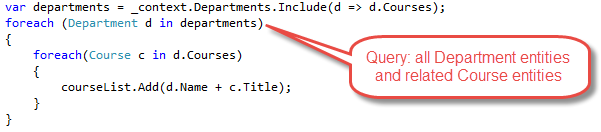 var departments = _context.Departments.Include(d => d.Courses);
foreach (Department d in departments)
{
    foreach(Course c in d.Courses)
    {
        courseList.Add(d.Name + c.Title);
    }
}
Query: all Department entities
and related Course entities